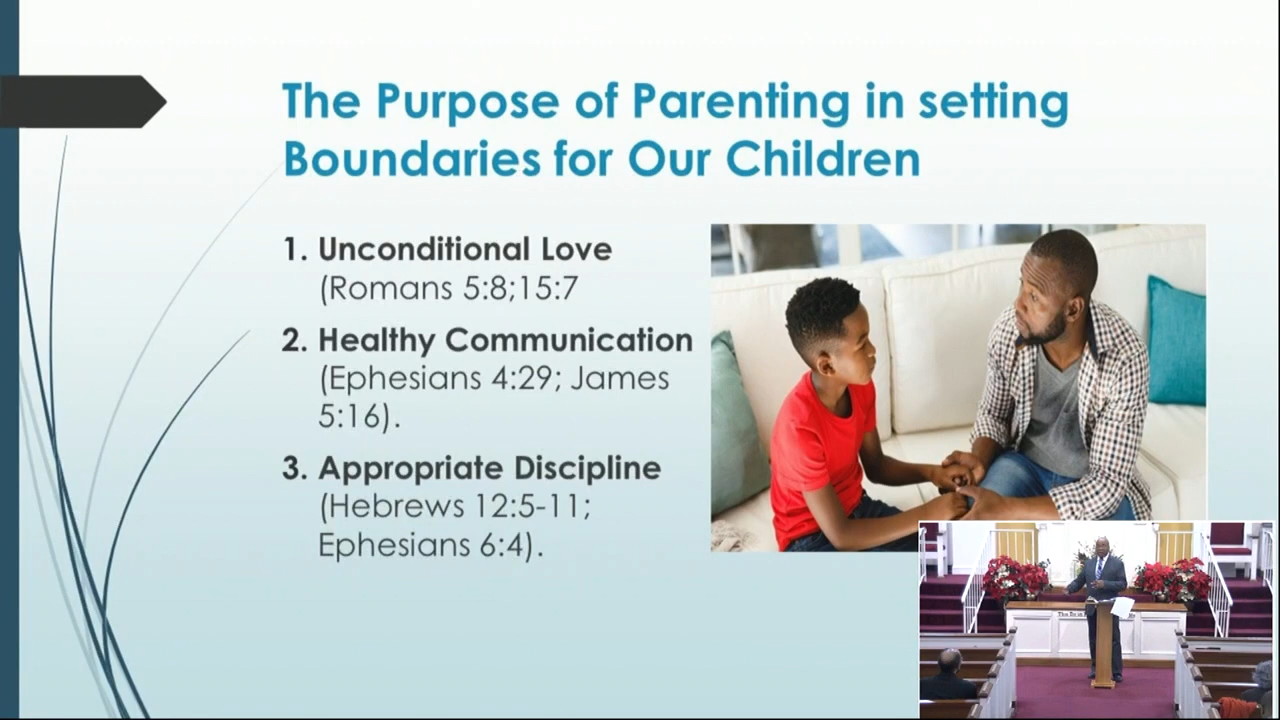 The Purpose of Parenting in setting
Boundaries for Our Children
1. Unconditional Love
(Romans 5:8;15:7
2. Healthy Communication
(Ephesians 4:29; James
5:16).
3. Appropriate Discipline
(Hebrews 12:5-11;
Ephesians 6:4).